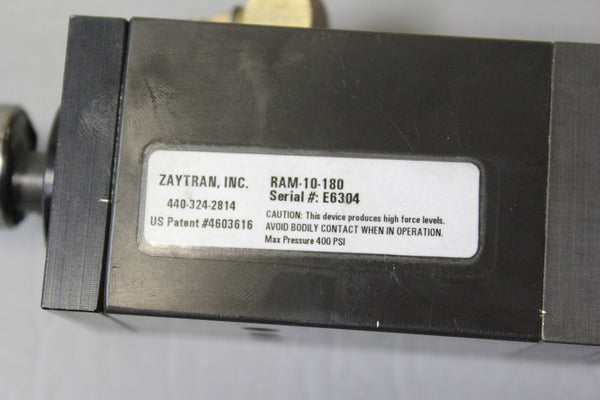 ZAYTRAN, INC.
440-324-2814
US Patent #4603616
RAM-10-180
Serial #: E6304
CAUTION: This device produces high force levels.
AVOID BODILY CONTACT WHEN IN OPERATION.
Max Pressure 400 PSI